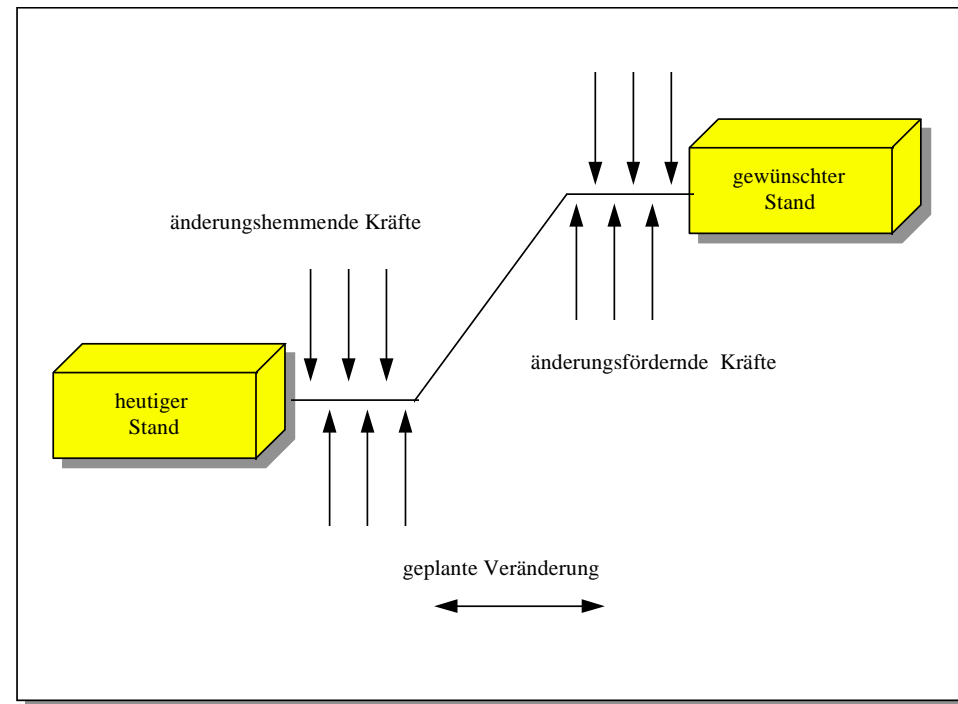 gewünschter
Stand
änderungshemmende Kräfte
änderungsfördernde Kräfte
heutiger
Stand
geplante Veränderung